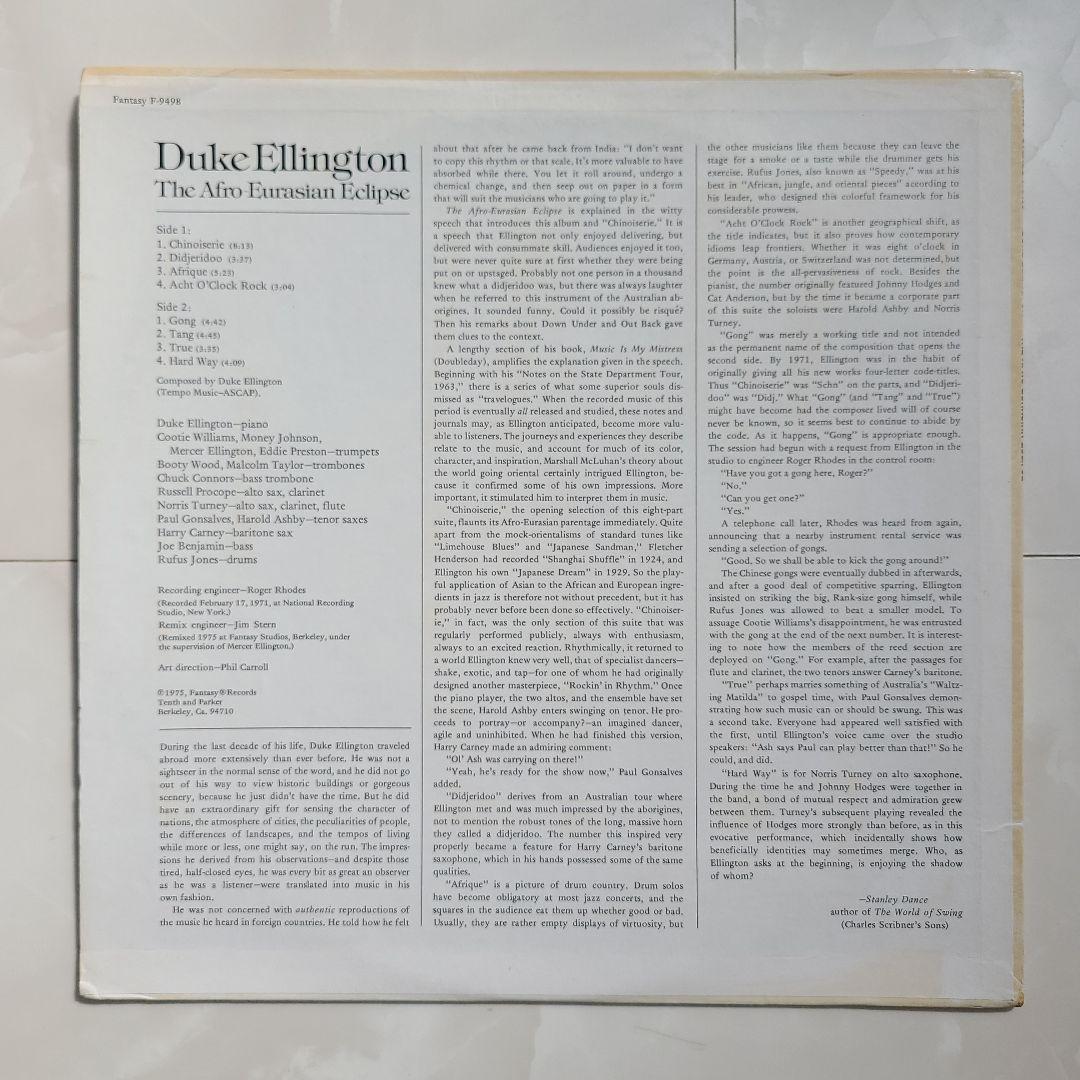 Fantasy F-9498
Duke Ellington
The Afro-Eurasian Eclipse
Side 1:
1. Chinoiserie (8:13)
2. Didjeridoo (3:37)
3. Afrique (5:23)
4. Acht O'Clock Rock (3:04)
Side 2:
1. Gong (4:42)
2. Tang (4:45)
3. True (3:35)
4. Hard Way (4:09)
Composed by Duke Ellington
(Tempo Music—ASCAP).
Duke Ellington—piano
Cootie Williams, Money Johnson,
Mercer Ellington, Eddie Preston—trumpets
Booty Wood, Malcolm Taylor—trombones
Chuck Connors—bass trombone
Russell Procope—alto sax, clarinet
Norris Turney—alto sax, clarinet, flute
Paul Gonsalves, Harold Ashby—tenor saxes
Harry Carney—baritone sax
Joe Benjamin—bass
Rufus Jones—drums
Recording engineer—Roger Rhodes
(Recorded February 17, 1971, at National Recording
Studio, New York.)
Remix engineer—Jim Stern
(Remixed 1975 at Fantasy Studios, Berkeley, under
the supervision of Mercer Ellington.)
Art direction—Phil Carroll
℗1975, Fantasy®Records
Tenth and Parker
Berkeley, Ca. 94710
During the last decade of his life, Duke Ellington traveled
abroad more extensively than ever before. He was not a
sightseer in the normal sense of the word, and he did not go
out of his way to view historic buildings or gorgeous
scenery, because he just didn't have the time. But he did
have an extraordinary gift for sensing the character of
nations, the atmosphere of cities, the peculiarities of people,
the differences of landscapes, and the tempos of living
while more or less, one might say, on the run. The impres-
sions he derived from his observations—and despite those
tired, half-closed eyes, he was every bit as great an observer
as he was a listener—were translated into music in his
own fashion.
He was not concerned with authentic reproductions of
the music he heard in foreign countries. He told how he felt
about that after he came back from India: "I don't want
to copy this rhythm or that scale. It's more valuable to have
absorbed while there. You let it roll around, undergo a
chemical change, and then seep out on paper in a form
that will suit the musicians who are going to play it."
The Afro-Eurasian Eclipse is explained in the witty
speech that introduces this album and "Chinoiserie." It is
a speech that Ellington not only enjoyed delivering, but
delivered with consummate skill. Audiences enjoyed it too,
but were never quite sure at first whether they were being
put on or upstaged. Probably not one person in a thousand
knew what a didjeridoo was, but there was always laughter
when he referred to this instrument of the Australian ab-
origines. It sounded funny. Could it possibly be risqué?
Then his remarks about Down Under and Out Back gave
them clues to the context.
A lengthy section of his book, Music Is My Mistress
(Doubleday), amplifies the explanation given in the speech.
Beginning with his "Notes on the State Department Tour,
1963," there is a series of what some superior souls dis-
missed as "travelogues." When the recorded music of this
period is eventually all released and studied, these notes and
journals may, as Ellington anticipated, become more valu-
able to listeners. The journeys and experiences they describe
relate to the music, and account for much of its color,
character, and inspiration. Marshall McLuhan's theory about
the world going oriental certainly intrigued Ellington, be-
cause it confirmed some of his own impressions. More
important, it stimulated him to interpret them in music.
"Chinoiserie," the opening selection of this eight-part
suite, flaunts its Afro-Eurasian parentage immediately. Quite
apart from the mock-orientalisms of standard tunes like
"Limehouse Blues" and "Japanese Sandman," Fletcher
Henderson had recorded "Shanghai Shuffle" in 1924, and
Ellington his own "Japanese Dream" in 1929. So the play-
ful application of Asian to the African and European ingre-
dients in jazz is therefore not without precedent, but it has
probably never before been done so effectively. "Chinoiser-
ie," in fact, was the only section of this suite that was
regularly performed publicly, always with enthusiasm,
always to an excited reaction. Rhythmically, it returned to
a world Ellington knew very well, that of specialist dancers—
shake, exotic, and tap—for one of whom he had originally
designed another masterpiece, "Rockin' in Rhythm." Once
the piano player, the two altos, and the ensemble have set
the scene, Harold Ashby enters swinging on tenor. He pro-
ceeds to portray—or accompany?—an imagined dancer,
agile and uninhibited. When he had finished this version,
Harry Carney made an admiring comment:
"Ol' Ash was carrying on there!"
"Yeah, he's ready for the show now," Paul Gonsalves
added.
"Didjeridoo" derives from an Australian tour where
Ellington met and was much impressed by the aborigines,
not to mention the robust tones of the long, massive horn
they called a didjeridoo. The number this inspired very
properly became a feature for Harry Carney's baritone
saxophone, which in his hands possessed some of the same
qualities.
"Afrique" is a picture of drum country. Drum solos
have become obligatory at most jazz concerts, and the
squares in the audience eat them up whether good or bad.
Usually, they are rather empty displays of virtuosity, but
the other musicians like them because they can leave the
stage for a smoke or a taste while the drummer gets his
exercise. Rufus Jones, also known as "Speedy," was at his
best in "African, jungle, and oriental pieces" according to
his leader, who designed this colorful framework for his
considerable prowess.
"Acht O'Clock Rock" is another geographical shift, as
the title indicates, but it also proves how contemporary
idioms leap frontiers. Whether it was eight o'clock in
Germany, Austria, or Switzerland was not determined, but
the point is the all-pervasiveness of rock. Besides the
pianist, the number originally featured Johnny Hodges and
Cat Anderson, but by the time it became a corporate part
of this suite the soloists were Harold Ashby and Norris
Turney.
"Gong" was merely a working title and not intended
as the permanent name of the composition that opens the
second side. By 1971, Ellington was in the habit of
originally giving all his new works four-letter code-titles.
Thus "Chinoiserie" was "Schn" on the parts, and "Didjeri-
doo" was "Didj." What "Gong" (and "Tang" and "True")
might have become had the composer lived will of course
never be known, so it seems best to continue to abide by
the code. As it happens, "Gong" is appropriate enough.
The session had begun with a request from Ellington in the
studio to engineer Roger Rhodes in the control room:
"Have you got a gong here, Roger?"
"No."
"Can you get one?"
"Yes."
A telephone call later, Rhodes was heard from again,
announcing that a nearby instrument rental service was
sending a selection of gongs.
"Good. So we shall be able to kick the gong around!"
The Chinese gongs were eventually dubbed in afterwards,
and after a good deal of competitive sparring, Ellington
insisted on striking the big, Rank-size gong himself, while
Rufus Jones was allowed to beat a smaller model. To
assuage Cootie Williams's disappointment, he was entrusted
with the gong at the end of the next number. It is interest-
ing to note how the members of the reed section are
deployed on "Gong." For example, after the passages for
flute and clarinet, the two tenors answer Carney's baritone.
"True" perhaps marries something of Australia's "Waltz-
ing Matilda" to gospel time, with Paul Gonsalves demon-
strating how such music can or should be swung. This was
a second take. Everyone had appeared well satisfied with
the first, until Ellington's voice came over the studio
speakers: "Ash says Paul can play better than that!" So he
could, and did.
"Hard Way" is for Norris Turney on alto saxophone.
During the time he and Johnny Hodges were together in
the band, a bond of mutual respect and admiration grew
between them. Turney's subsequent playing revealed the
influence of Hodges more strongly than before, as in this
evocative performance, which incidentally shows how
beneficially identities may sometimes merge. Who, as
Ellington asks at the beginning, is enjoying the shadow
of whom?
—Stanley Dance
author of The World of Swing
(Charles Scribner's Sons)